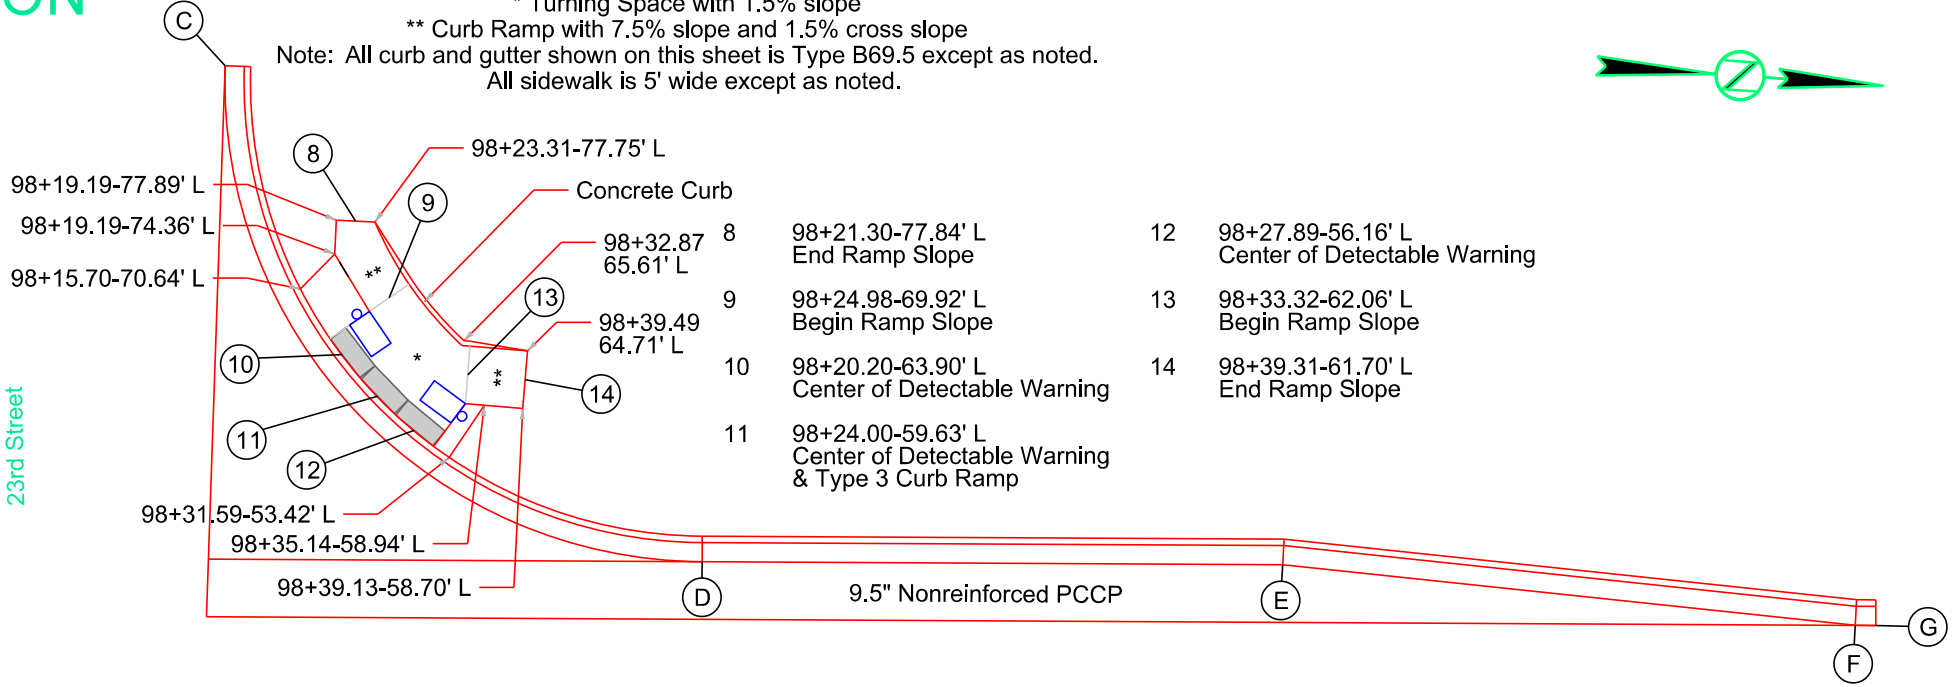 ON
* Turning Space with 1.5% slope
** Curb Ramp with 7.5% slope and 1.5% cross slope
Note: All curb and gutter shown on this sheet is Type B69.5 except as noted.
All sidewalk is 5' wide except as noted.
C
8
98+23.31-77.75' L
98+19.19-77.89' L
Concrete Curb
9
98+19.19-74.36' L
98+32.87
65.61' L
98+15.70-70.64' L
**
13
98+39.49
64.71' L
*
**
10
14
11
12
23rd Street
98+31.59-53.42' L
98+35.14-58.94' L
98+39.13-58.70' L
8 98+21.30-77.84' L
End Ramp Slope
9 98+24.98-69.92' L
Begin Ramp Slope
10 98+20.20-63.90' L
Center of Detectable Warning
11 98+24.00-59.63' L
Center of Detectable Warning
& Type 3 Curb Ramp
12 98+27.89-56.16' L
Center of Detectable Warning
13 98+33.32-62.06' L
Begin Ramp Slope
14 98+39.31-61.70' L
End Ramp Slope
9.5" Nonreinforced PCCP
D
E
F
G